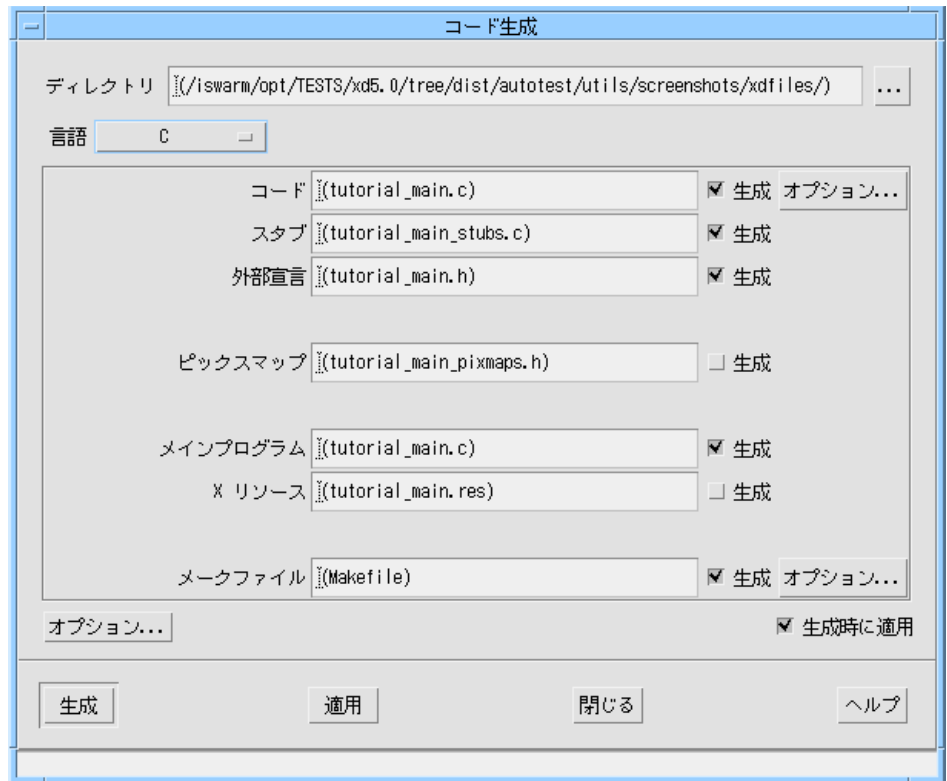 コード生成
ディレクトリ (/iswarm/opt/TESTS/xd5.0/tree/dist/autotest/utils/screenshots/xdfiles/) ...
言語 C
コード (tutorial_main.c) 生成 オプション...
スタブ (tutorial_main_stubs.c) 生成
外部宣言 (tutorial_main.h) 生成
ピックスマップ (tutorial_main_pixmaps.h) 生成
メインプログラム (tutorial_main.c) 生成
X リソース (tutorial_main.res) 生成
メークファイル (Makefile) 生成 オプション...
オプション... 生成時に適用
生成 適用 閉じる ヘルプ